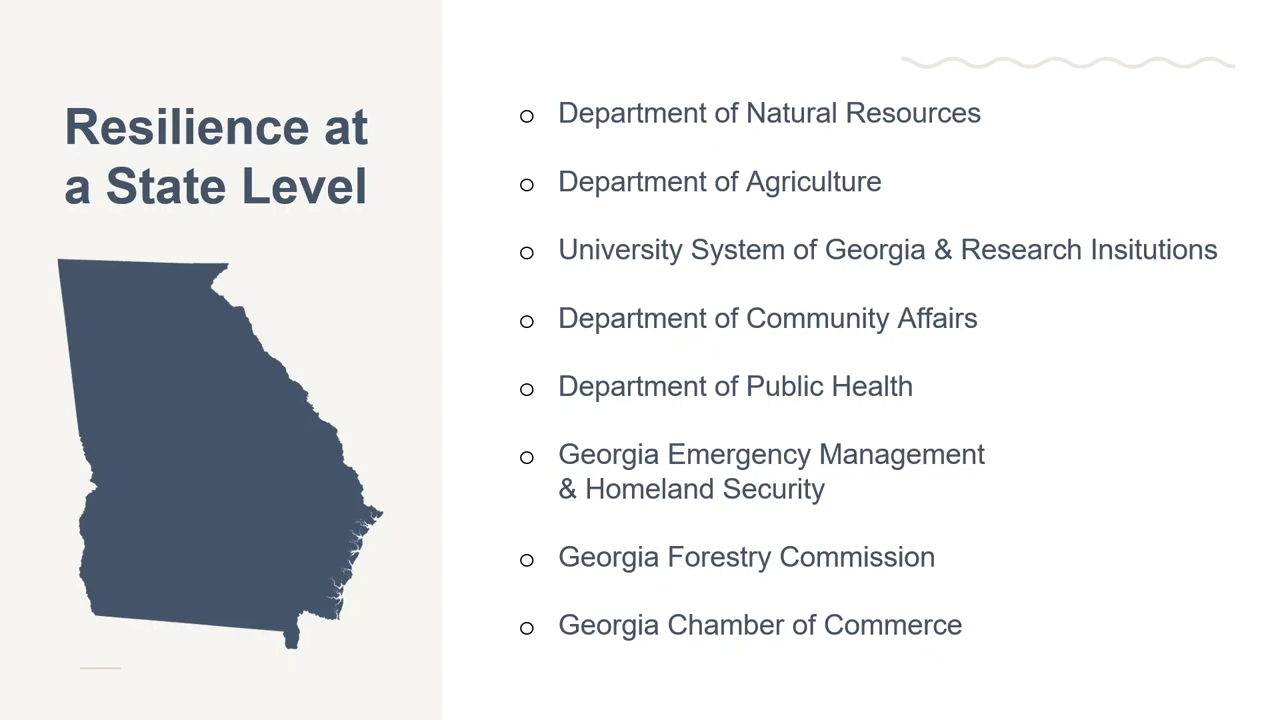 Resilience at
a State Level
Department of Natural Resources
Department of Agriculture
University System of Georgia & Research Insitutions
Department of Community Affairs
Department of Public Health
Georgia Emergency Management
& Homeland Security
Georgia Forestry Commission
Georgia Chamber of Commerce